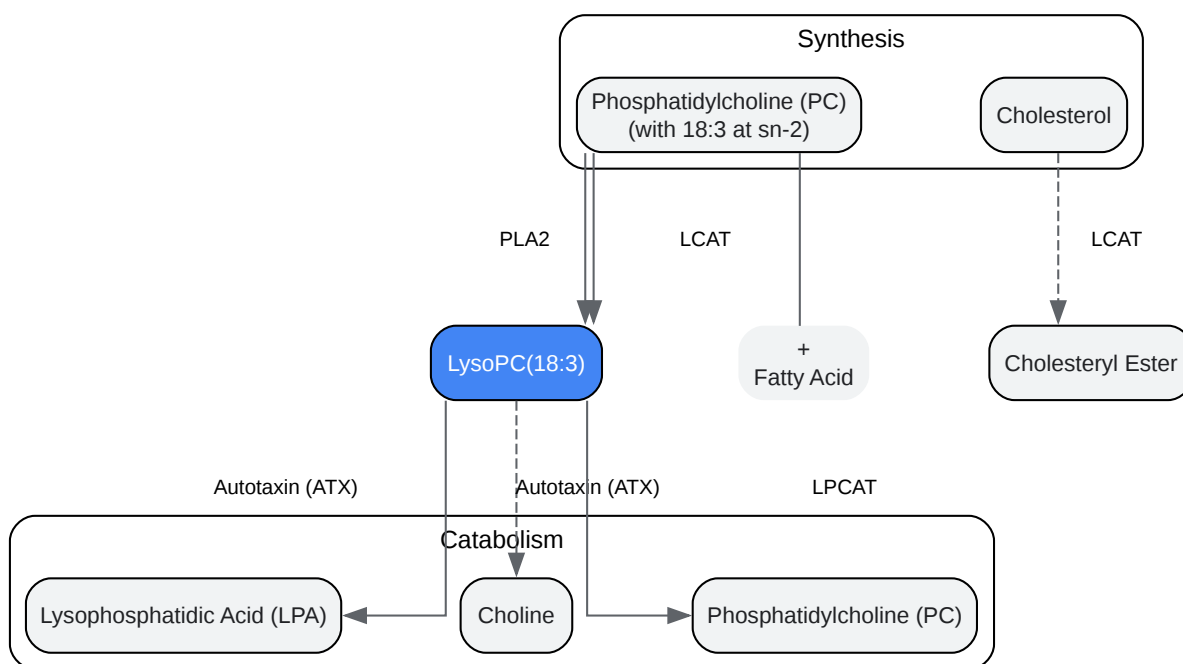 Synthesis
Phosphatidylcholine (PC)
(with 18:3 at sn-2)
Cholesterol
PLA2
LCAT
LCAT
LysoPC(18:3)
+
Fatty Acid
Cholesteryl Ester
Autotaxin (ATX)
Autotaxin (ATX)
LPCAT
Catabolism
Lysophosphatidic Acid (LPA)
Choline
Phosphatidylcholine (PC)